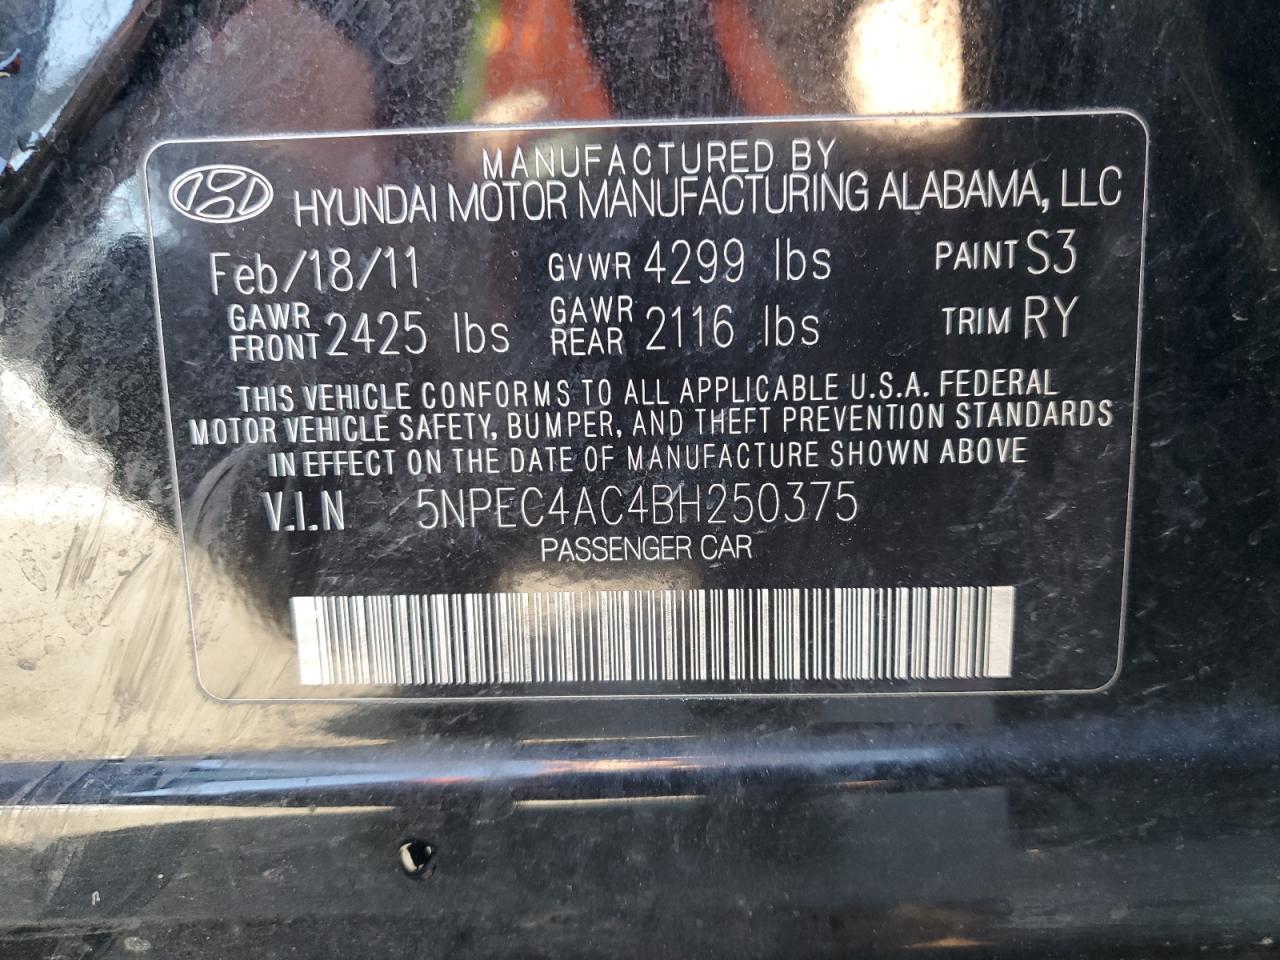 MANUFACTURED BY
HYUNDAI MOTOR MANUFACTURING ALABAMA, LLC
Feb/18/11 GVWR 4299 lbs PAINT S3
GAWR FRONT 2425 lbs GAWR REAR 2116 lbs TRIM RY
THIS VEHICLE CONFORMS TO ALL APPLICABLE U.S.A. FEDERAL
MOTOR VEHICLE SAFETY, BUMPER, AND THEFT PREVENTION STANDARDS
IN EFFECT ON THE DATE OF MANUFACTURE SHOWN ABOVE
V.I.N 5NPEC4AC4BH250375
PASSENGER CAR